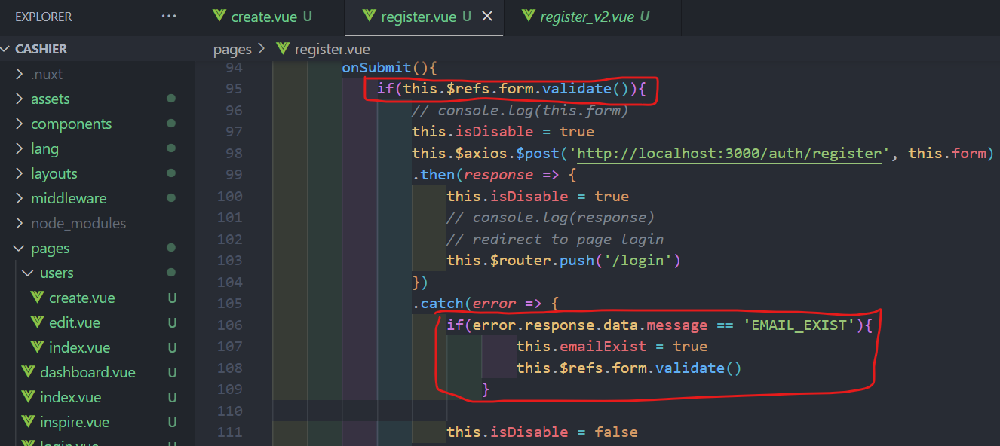 EXPLORER ...
create.vue U
register.vue U
register_v2.vue U
CASHIER
.nuxt
assets
components
lang
layouts
middleware
node_modules
pages
users
create.vue U
edit.vue U
index.vue U
dashboard.vue U
index.vue U
inspire.vue U
login.vue U
pages > register.vue
94 onSubmit(){
95 if(this.$refs.form.validate()){
96 // console.log(this.form)
97 this.isDisable = true
98 this.$axios.$post('http://localhost:3000/auth/register', this.form)
99 .then(response => {
100 this.isDisable = true
101 // console.log(response)
102 // redirect to page login
103 this.$router.push('/login')
104 })
105 .catch(error => {
106 if(error.response.data.message == 'EMAIL_EXIST'){
107 this.emailExist = true
108 this.$refs.form.validate()
109 }
110
111 this.isDisable = false